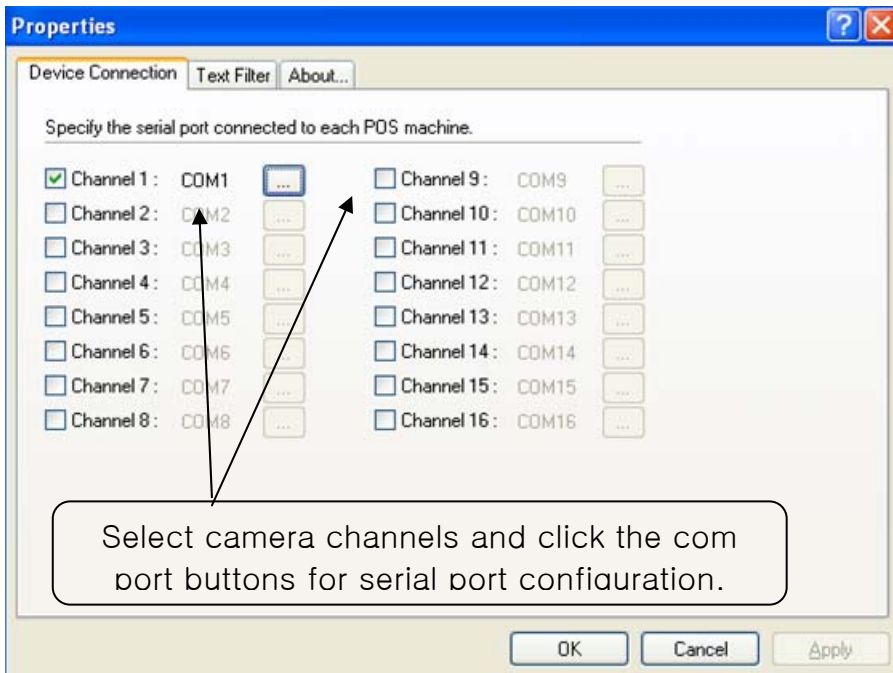 Properties
Device Connection Text Filter About...
Specify the serial port connected to each POS machine.
Channel 1 : COM1 ... Channel 9 : COM9 ...
Channel 2 : COM2 ... Channel 10 : COM10 ...
Channel 3 : COM3 ... Channel 11 : COM11 ...
Channel 4 : COM4 ... Channel 12 : COM12 ...
Channel 5 : COM5 ... Channel 13 : COM13 ...
Channel 6 : COM6 ... Channel 14 : COM14 ...
Channel 7 : COM7 ... Channel 15 : COM15 ...
Channel 8 : COM8 ... Channel 16 : COM16 ...
Select camera channels and click the com
port buttons for serial port configuration.
OK Cancel Apply